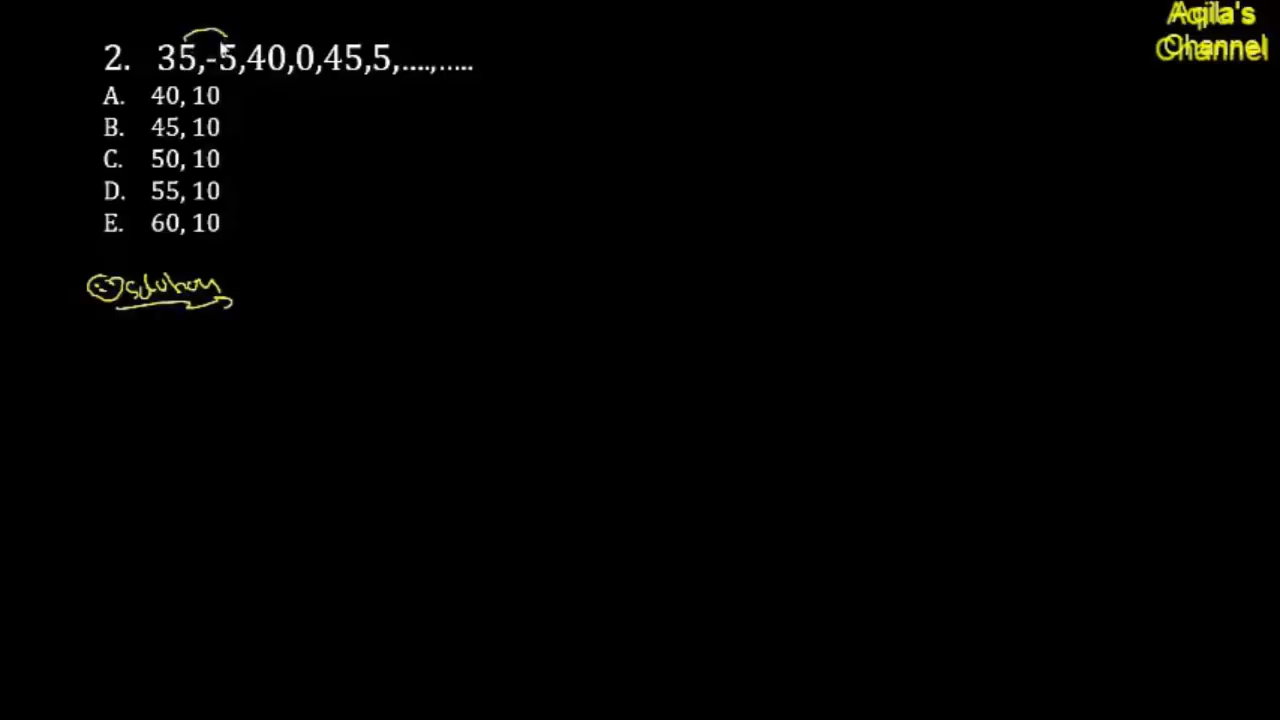 Aqila's
Channel
2. 35,-5,40,0,45,5,....,.....
A. 40, 10
B. 45, 10
C. 50, 10
D. 55, 10
E. 60, 10
solution